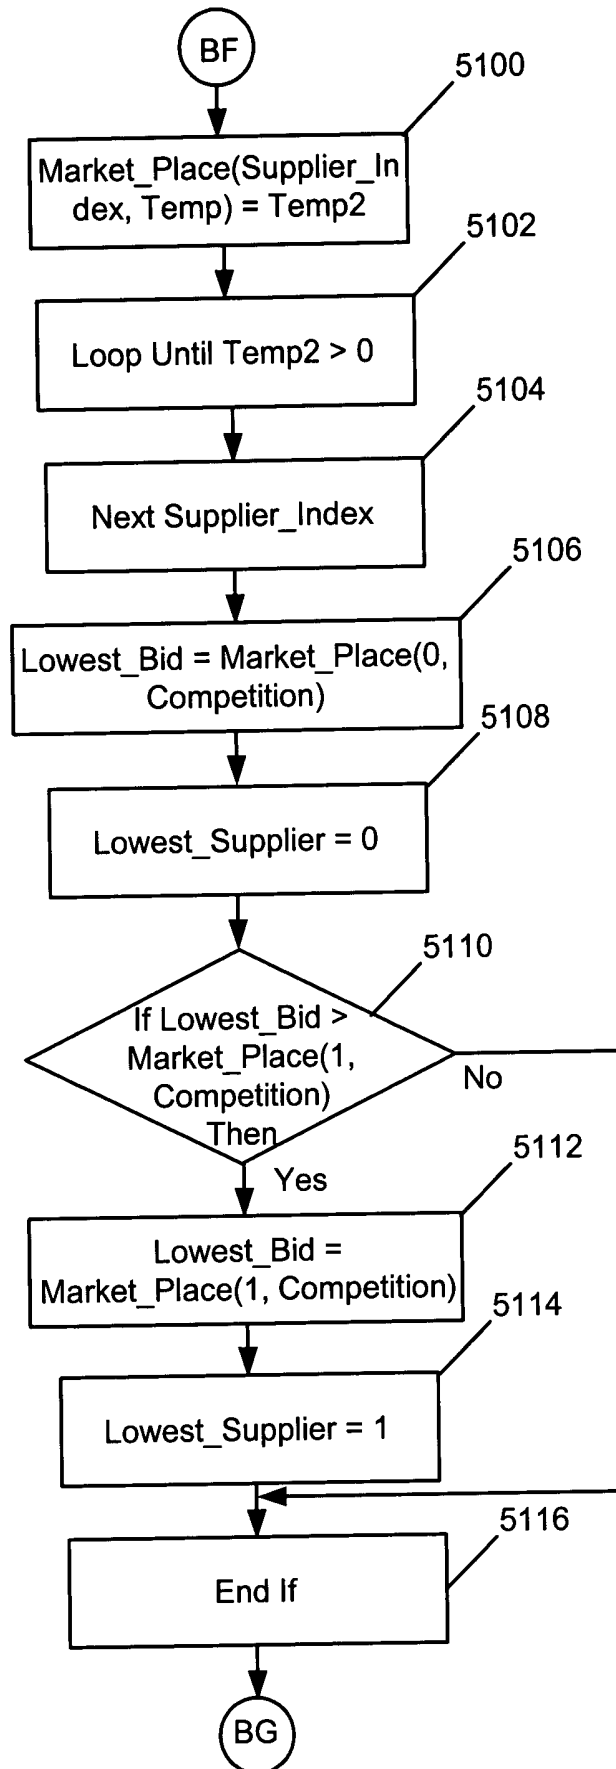 BF
5100
Market_Place(Supplier_In
dex, Temp) = Temp2
5102
Loop Until Temp2 > 0
5104
Next Supplier_Index
5106
Lowest_Bid = Market_Place(0,
Competition)
5108
Lowest_Supplier = 0
5110
If Lowest_Bid >
Market_Place(1,
Competition)
Then
No
Yes
5112
Lowest_Bid =
Market_Place(1, Competition)
5114
Lowest_Supplier = 1
5116
End If
BG